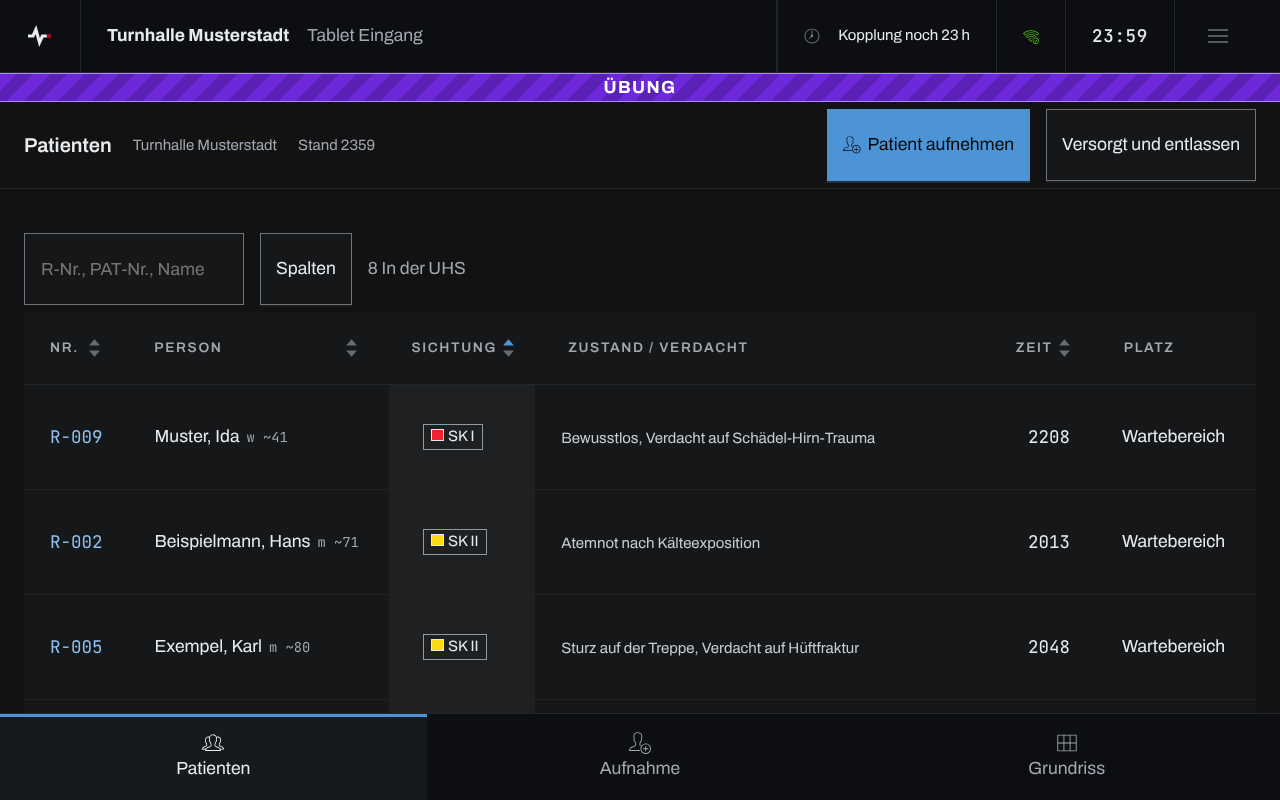 Turnhalle Musterstadt Tablet Eingang Kopplung noch 23 h 23:59
ÜBUNG
Patienten Turnhalle Musterstadt Stand 2359 Patient aufnehmen Versorgt und entlassen
R-Nr., PAT-Nr., Name Spalten 8 In der UHS
NR. PERSON SICHTUNG ZUSTAND / VERDACHT ZEIT PLATZ
R-009 Muster, Ida w ~41 SK I Bewusstlos, Verdacht auf Schädel-Hirn-Trauma 2208 Wartebereich
R-002 Beispielmann, Hans m ~71 SK II Atemnot nach Kälteexposition 2013 Wartebereich
R-005 Exempel, Karl m ~80 SK II Sturz auf der Treppe, Verdacht auf Hüftfraktur 2048 Wartebereich
Patienten Aufnahme Grundriss